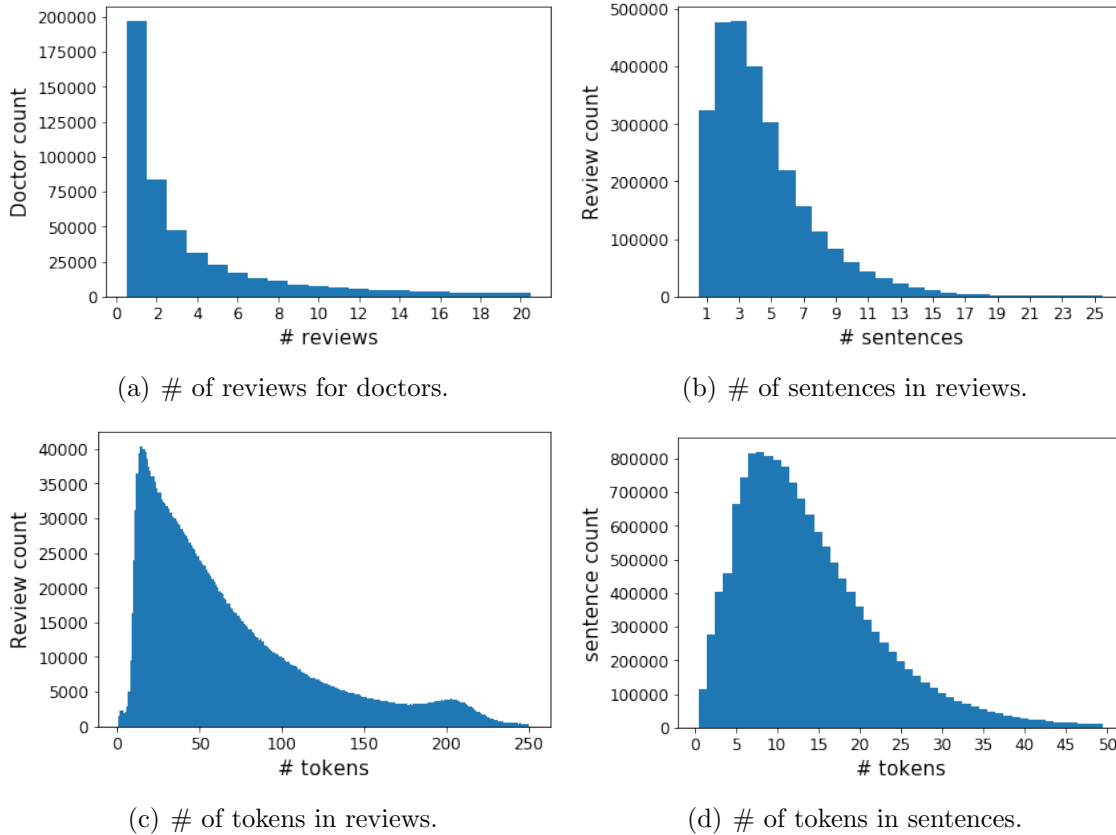 200000
175000
150000
125000
100000
75000
50000
25000
0
Doctor count
0 2 4 6 8 10 12 14 16 18 20
# reviews
(a) # of reviews for doctors.
500000
400000
300000
200000
100000
0
Review count
1 3 5 7 9 11 13 15 17 19 21 23 25
# sentences
(b) # of sentences in reviews.
40000
35000
30000
25000
20000
15000
10000
5000
0
Review count
0 50 100 150 200 250
# tokens
(c) # of tokens in reviews.
800000
700000
600000
500000
400000
300000
200000
100000
0
sentence count
0 5 10 15 20 25 30 35 40 45 50
# tokens
(d) # of tokens in sentences.